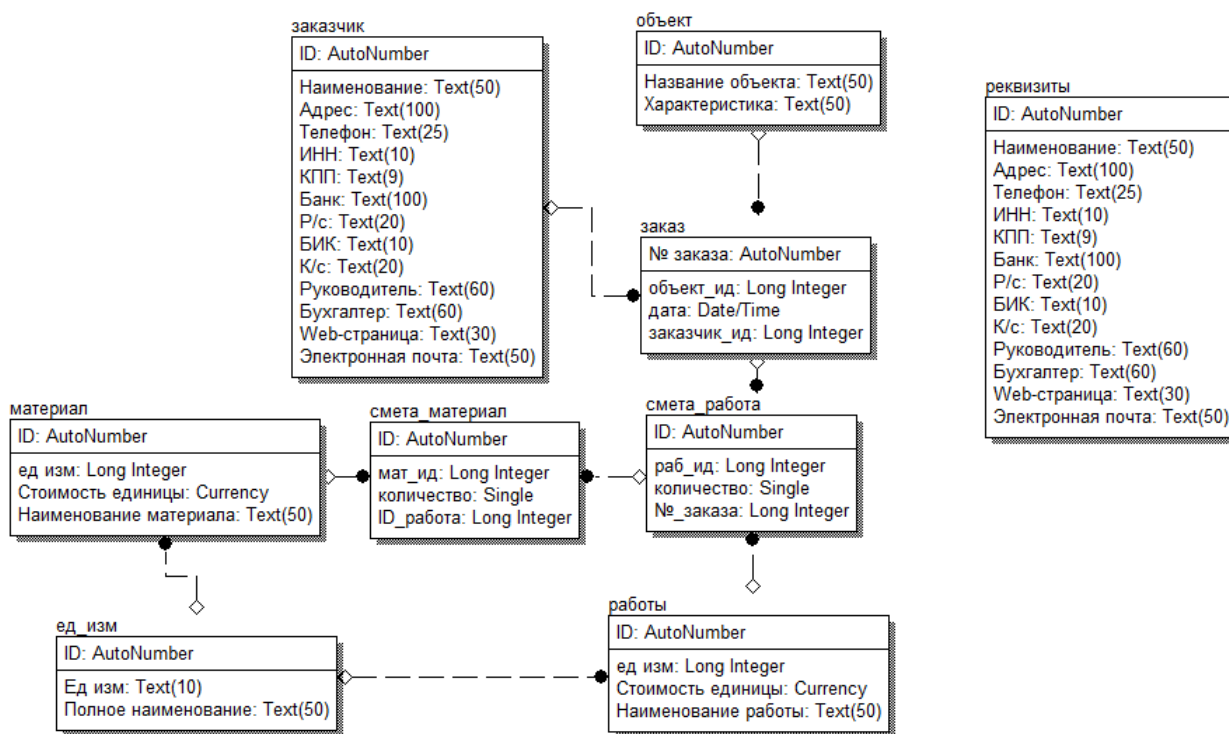 заказчик
ID: AutoNumber
Наименование: Text(50)
Адрес: Text(100)
Телефон: Text(25)
ИНН: Text(10)
КПП: Text(9)
Банк: Text(100)
Р/с: Text(20)
БИК: Text(10)
К/с: Text(20)
Руководитель: Text(60)
Бухгалтер: Text(60)
Web-страница: Text(30)
Электронная почта: Text(50)
объект
ID: AutoNumber
Название объекта: Text(50)
Характеристика: Text(50)
реквизиты
ID: AutoNumber
Наименование: Text(50)
Адрес: Text(100)
Телефон: Text(25)
ИНН: Text(10)
КПП: Text(9)
Банк: Text(100)
Р/с: Text(20)
БИК: Text(10)
К/с: Text(20)
Руководитель: Text(60)
Бухгалтер: Text(60)
Web-страница: Text(30)
Электронная почта: Text(50)
заказ
№ заказа: AutoNumber
объект_ид: Long Integer
дата: Date/Time
заказчик_ид: Long Integer
материал
ID: AutoNumber
ед изм: Long Integer
Стоимость единицы: Currency
Наименование материала: Text(50)
смета_материал
ID: AutoNumber
мат_ид: Long Integer
количество: Single
ID_работа: Long Integer
смета_работа
ID: AutoNumber
раб_ид: Long Integer
количество: Single
№_заказа: Long Integer
ед_изм
ID: AutoNumber
Ед изм: Text(10)
Полное наименование: Text(50)
работы
ID: AutoNumber
ед изм: Long Integer
Стоимость единицы: Currency
Наименование работы: Text(50)